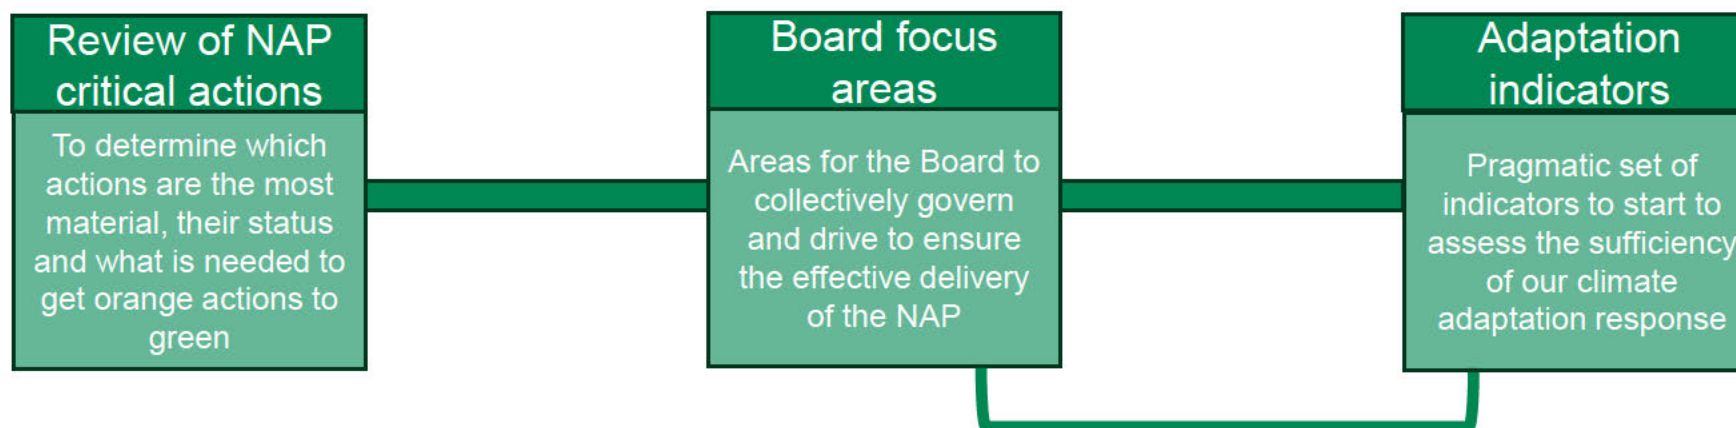 Review of NAP
critical actions
To determine which
actions are the most
material, their status
and what is needed to
get orange actions to
green
Board focus
areas
Areas for the Board to
collectively govern
and drive to ensure
the effective delivery
of the NAP
Adaptation
indicators
Pragmatic set of
indicators to start to
assess the sufficiency
of our climate
adaptation response